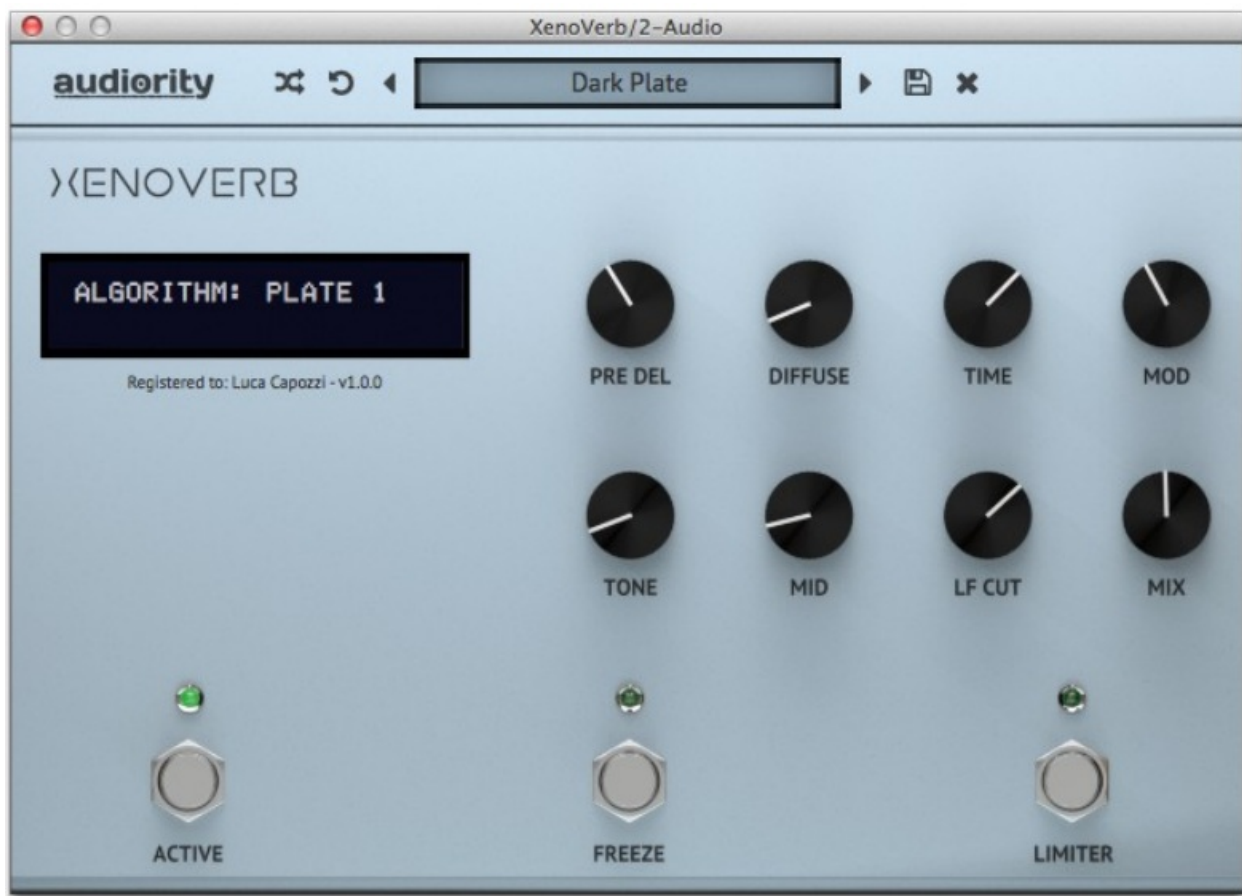 XenoVerb/2-Audio
audiority
Dark Plate
XENOVERB
ALGORITHM: PLATE 1
Registered to: Luca Capozzi - v1.0.0
PRE DEL DIFFUSE TIME MOD
TONE MID LF CUT MIX
ACTIVE FREEZE LIMITER